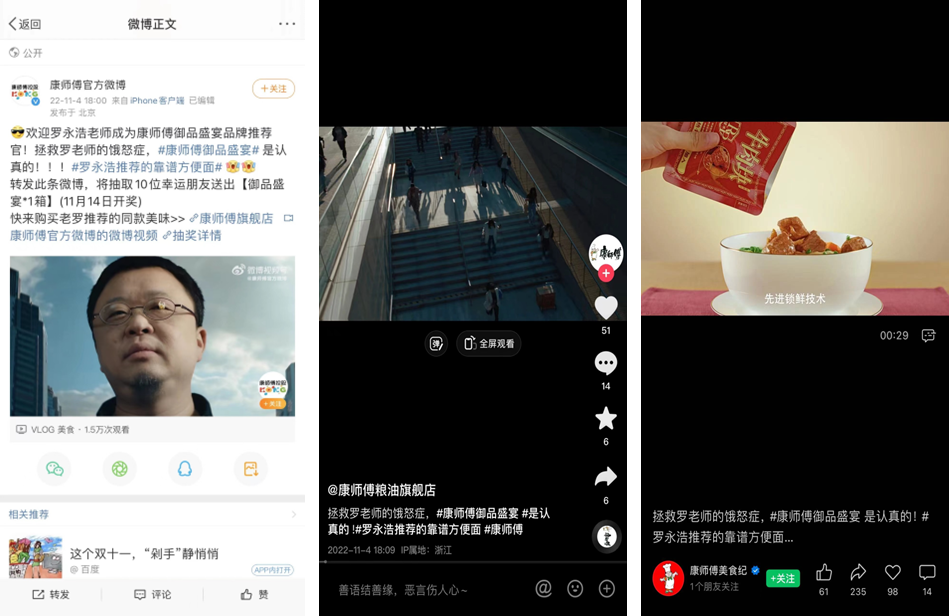 返回
微博正文
公开
康师傅官方微博
22-11-4 18:00 来自 iPhone客户端 已编辑
发布于 北京
+关注
😎欢迎罗永浩老师成为康师傅御品盛宴品牌推荐
官！拯救罗老师的饿怒症，#康师傅御品盛宴# 是认
真的！！！#罗永浩推荐的靠谱方便面#
转发此条微博，将抽取10位幸运朋友送出【御品盛
宴*1箱】(11月14日开奖)
快来购买老罗推荐的同款美味>> 康师傅旗舰店
康师傅官方微博的微博视频 抽奖详情
微博视频号
+关注
VLOG 美食 · 1.5万次观看
相关推荐
这个双十一，“剁手”静悄悄
@ 百度
APP内打开
转发
评论
赞
康师傅
51
14
6
6
弹
全屏观看
@康师傅粮油旗舰店
拯救罗老师的饿怒症，#康师傅御品盛宴 #是认
真的 !#罗永浩推荐的靠谱方便面 #康师傅
2022-11-4 18:09 IP属地：浙江
善语结善缘，恶言伤人心~
牛肉
先进锁鲜技术
00:29
拯救罗老师的饿怒症，#康师傅御品盛宴 是认真的！#
罗永浩推荐的靠谱方便面...
康师傅美食纪
1个朋友关注
+关注
61
235
98
14